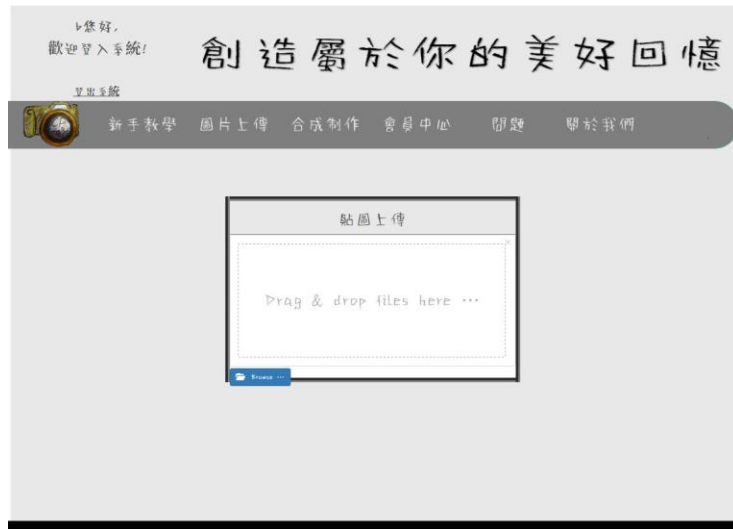 b您好,
歡迎登入系統!
登出系統
創造屬於你的美好回憶
新手教學 圖片上傳 合成制作 會員中心 問題 關於我們
貼圖上傳
×
Drag & drop files here …
Browse …